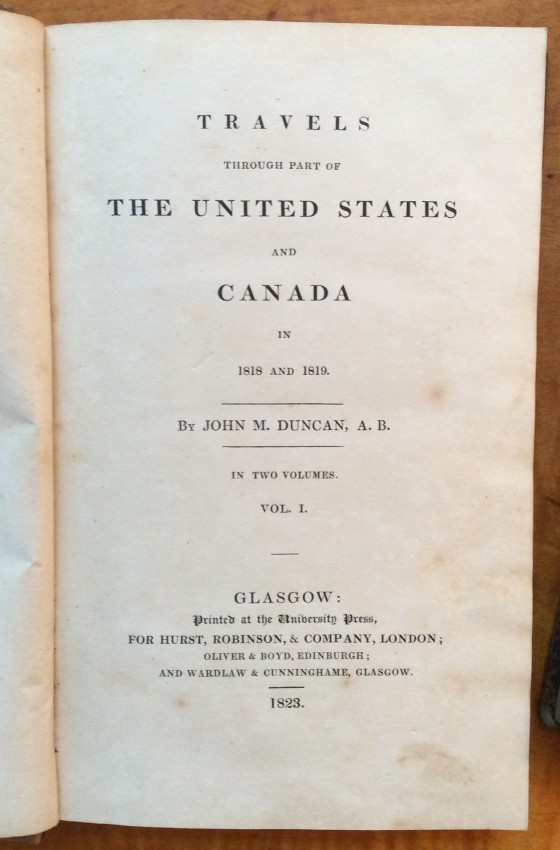 TRAVELS
THROUGH PART OF
THE UNITED STATES
AND
CANADA
IN
1818 AND 1819.
BY JOHN M. DUNCAN, A. B.
IN TWO VOLUMES.
VOL. I.
GLASGOW:
Printed at the University Press,
FOR HURST, ROBINSON, & COMPANY, LONDON;
OLIVER & BOYD, EDINBURGH;
AND WARDLAW & CUNNINGHAME, GLASGOW.
1823.